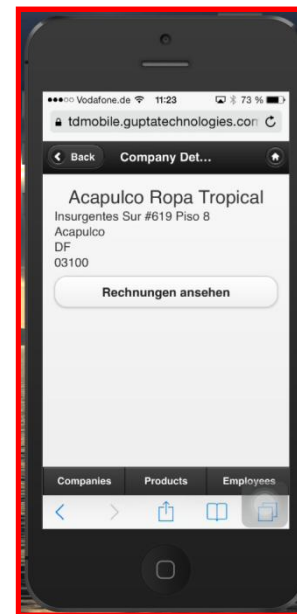 Vodafone.de 11:23 73 %
tdmobile.guptatechnologies.com
Back Company Det...
Acapulco Ropa Tropical
Insurgentes Sur #619 Piso 8
Acapulco
DF
03100
Rechnungen ansehen
Companies Products Employees